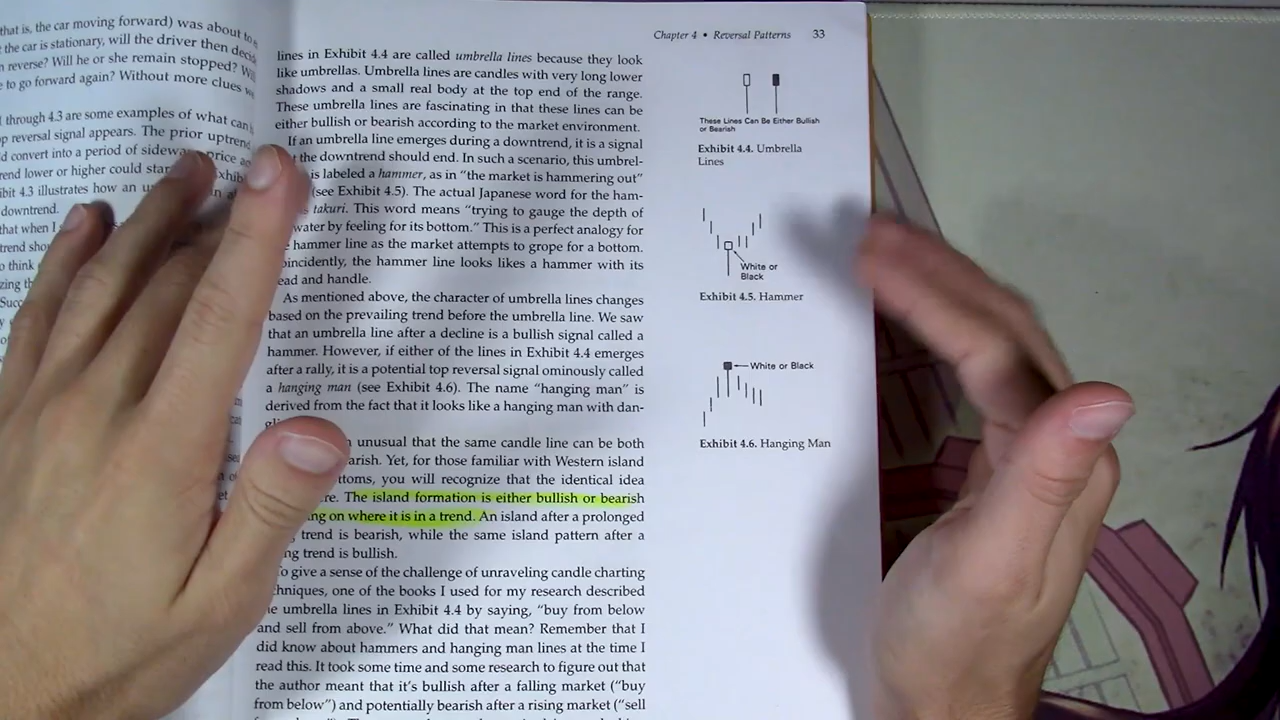 that is, the car moving forward) was about to
the car is stationary, will the driver then deci
reverse? Will he or she remain stopped?
to go forward again? Without more clues
through 4.3 are some examples of what can
reversal signal appears. The prior uptren
convert into a period of sidew price
rend lower or higher could star Exhib
ibit 4.3 illustrates how an
downtrend.
that when I
trend sho
think
zing th
Succ
Chapter 4 • Reversal Patterns 33
lines in Exhibit 4.4 are called umbrella lines because they look
like umbrellas. Umbrella lines are candles with very long lower
shadows and a small real body at the top end of the range.
These umbrella lines are fascinating in that these lines can be
either bullish or bearish according to the market environment.
If an umbrella line emerges during a downtrend, it is a signal
the downtrend should end. In such a scenario, this umbrel-
is labeled a hammer, as in "the market is hammering out"
(see Exhibit 4.5). The actual Japanese word for the ham-
takuri. This word means "trying to gauge the depth of
water by feeling for its bottom." This is a perfect analogy for
hammer line as the market attempts to grope for a bottom.
oincidently, the hammer line looks likes a hammer with its
ead and handle.
As mentioned above, the character of umbrella lines changes
based on the prevailing trend before the umbrella line. We saw
that an umbrella line after a decline is a bullish signal called a
hammer. However, if either of the lines in Exhibit 4.4 emerges
after a rally, it is a potential top reversal signal ominously called
a hanging man (see Exhibit 4.6). The name "hanging man" is
derived from the fact that it looks like a hanging man with dan-
unusual that the same candle line can be both
arish. Yet, for those familiar with Western island
ttoms, you will recognize that the identical idea
re. The island formation is either bullish or bearish
ng on where it is in a trend. An island after a prolonged
trend is bearish, while the same island pattern after a
ng trend is bullish.
To give a sense of the challenge of unraveling candle charting
chniques, one of the books I used for my research described
e umbrella lines in Exhibit 4.4 by saying, "buy from below
and sell from above." What did that mean? Remember that I
did know about hammers and hanging man lines at the time I
read this. It took some time and some research to figure out that
the author meant that it's bullish after a falling market ("buy
from below") and potentially bearish after a rising market ("sell
These Lines Can Be Either Bullish
or Bearish
Exhibit 4.4. Umbrella
Lines
White or
Black
Exhibit 4.5. Hammer
White or Black
Exhibit 4.6. Hanging Man